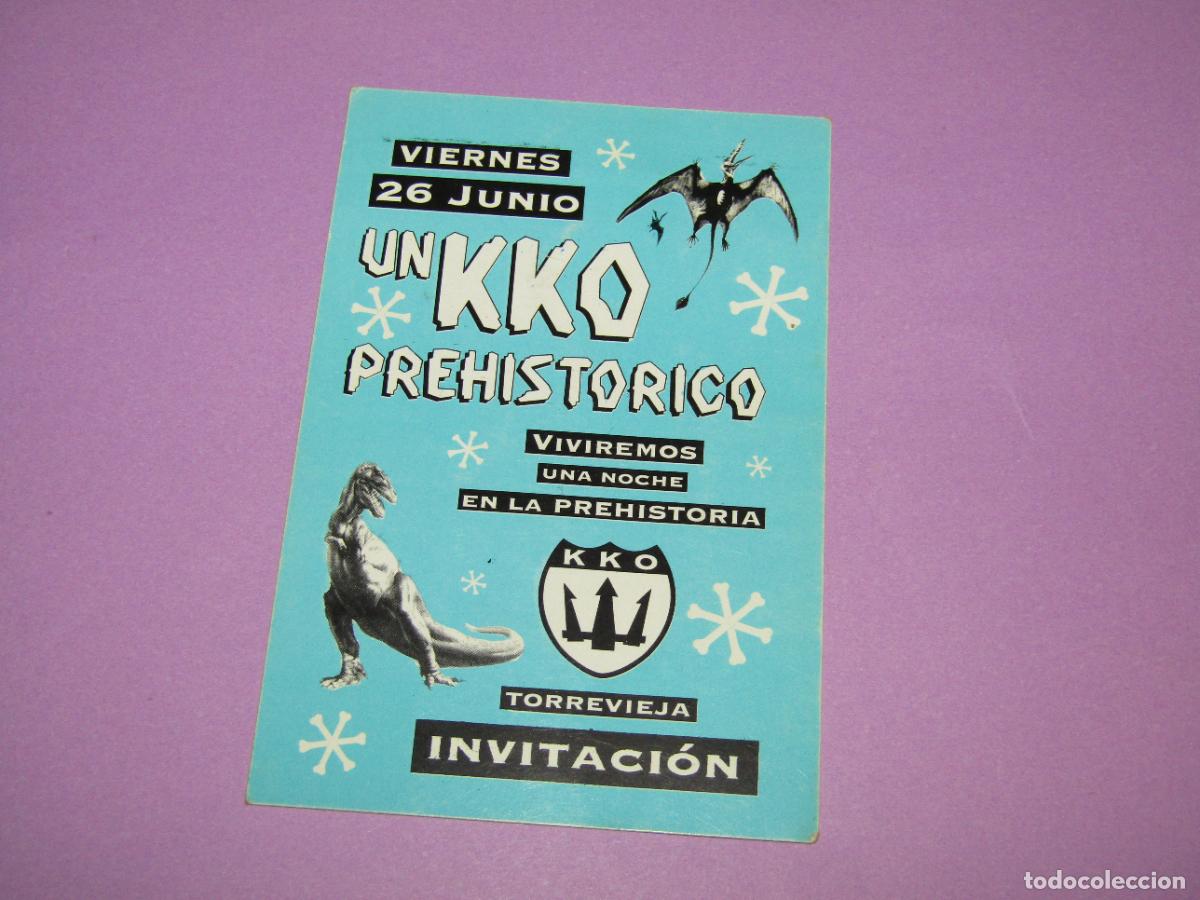 VIERNES
26 JUNIO
UN KKO
PREHISTORICO
VIVIREMOS
UNA NOCHE
EN LA PREHISTORIA
KKO
TORREVIEJA
INVITACIÓN
todocoleccion